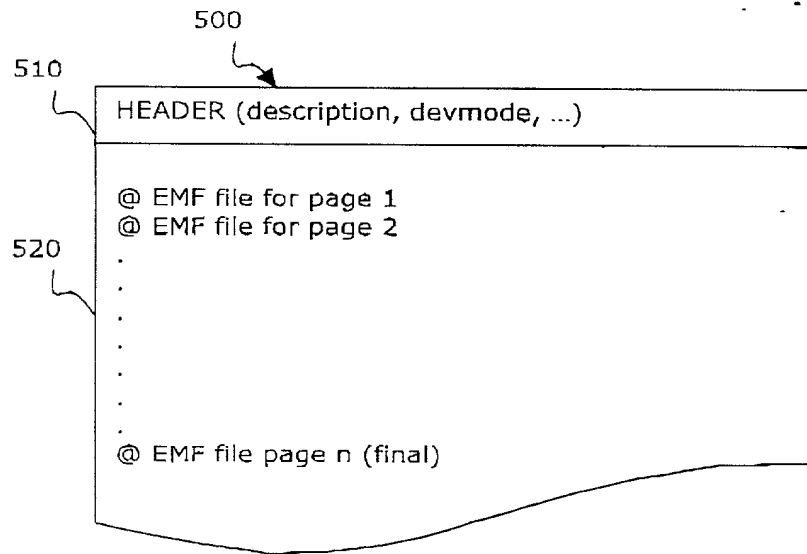 500
510
HEADER (description, devmode, ...)
@ EMF file for page 1
@ EMF file for page 2
520
.
.
.
.
.
.
.
@ EMF file page n (final)